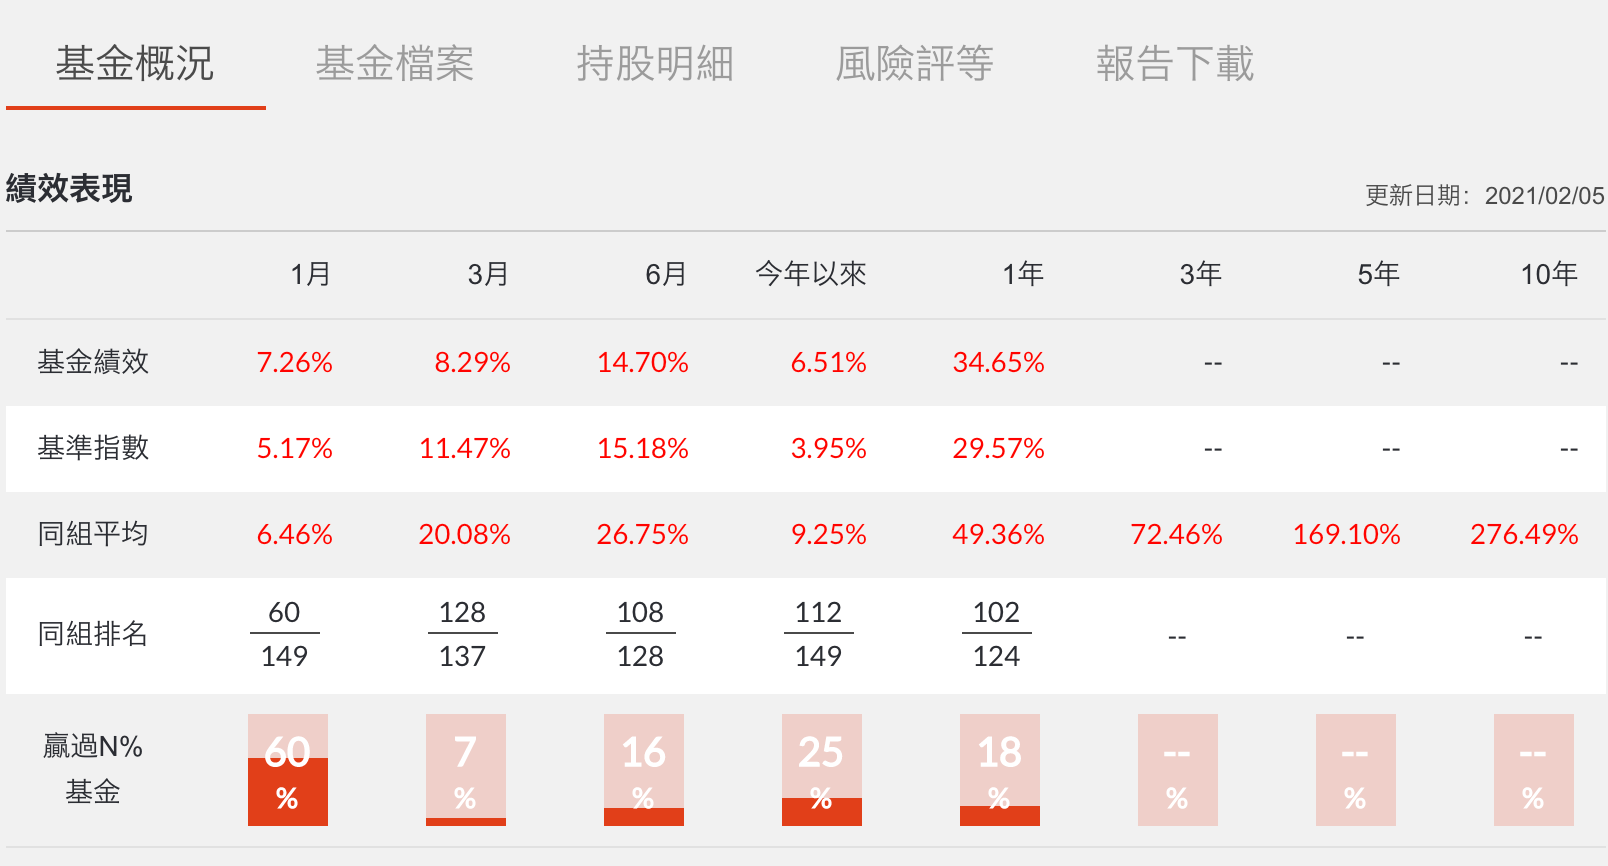 基金概況 基金檔案 持股明細 風險評等 報告下載
績效表現 更新日期：2021/02/05
1月 3月 6月 今年以來 1年 3年 5年 10年
基金績效 7.26% 8.29% 14.70% 6.51% 34.65% -- -- --
基準指數 5.17% 11.47% 15.18% 3.95% 29.57% -- -- --
同組平均 6.46% 20.08% 26.75% 9.25% 49.36% 72.46% 169.10% 276.49%
60 128 108 112 102
同組排名 -- -- --
149 137 128 149 124
贏過N% 60 7 16 25 18 -- -- --
基金 % % % % % % % %